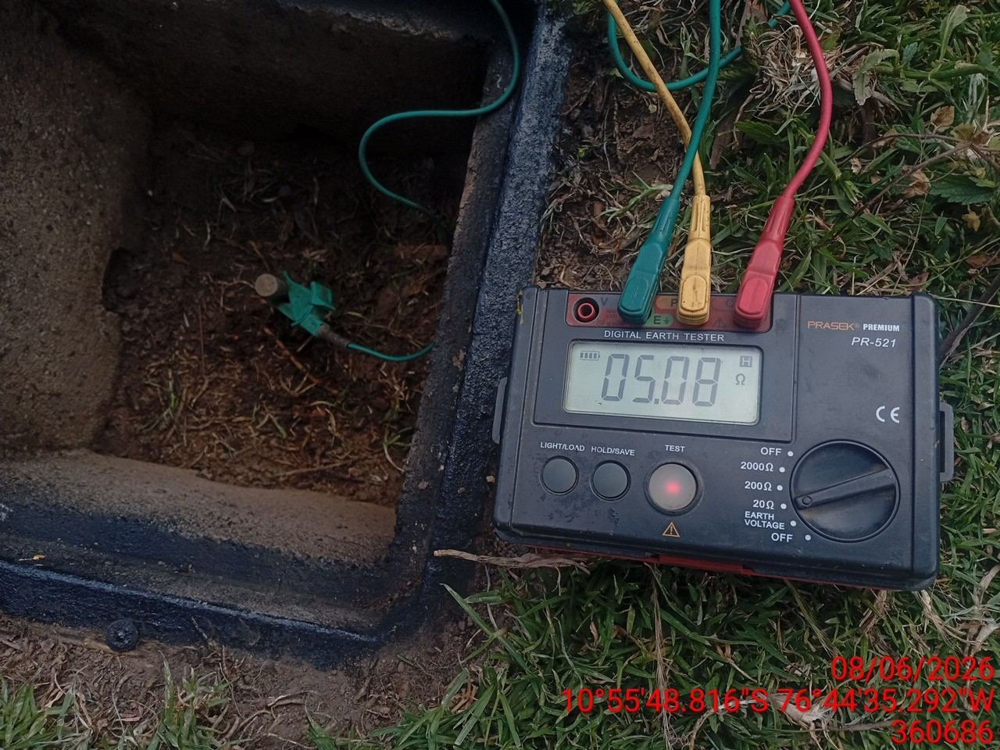 V
P
E
DIGITAL EARTH TESTER
PRASEK® PREMIUM
PR-521
05.08
H
Ω
CE
LIGHT/LOAD HOLD/SAVE TEST
OFF
2000Ω
200Ω
20Ω
EARTH
VOLTAGE
OFF
08/06/2026
10°55'48.816"S 76°44'35.292"W
360686